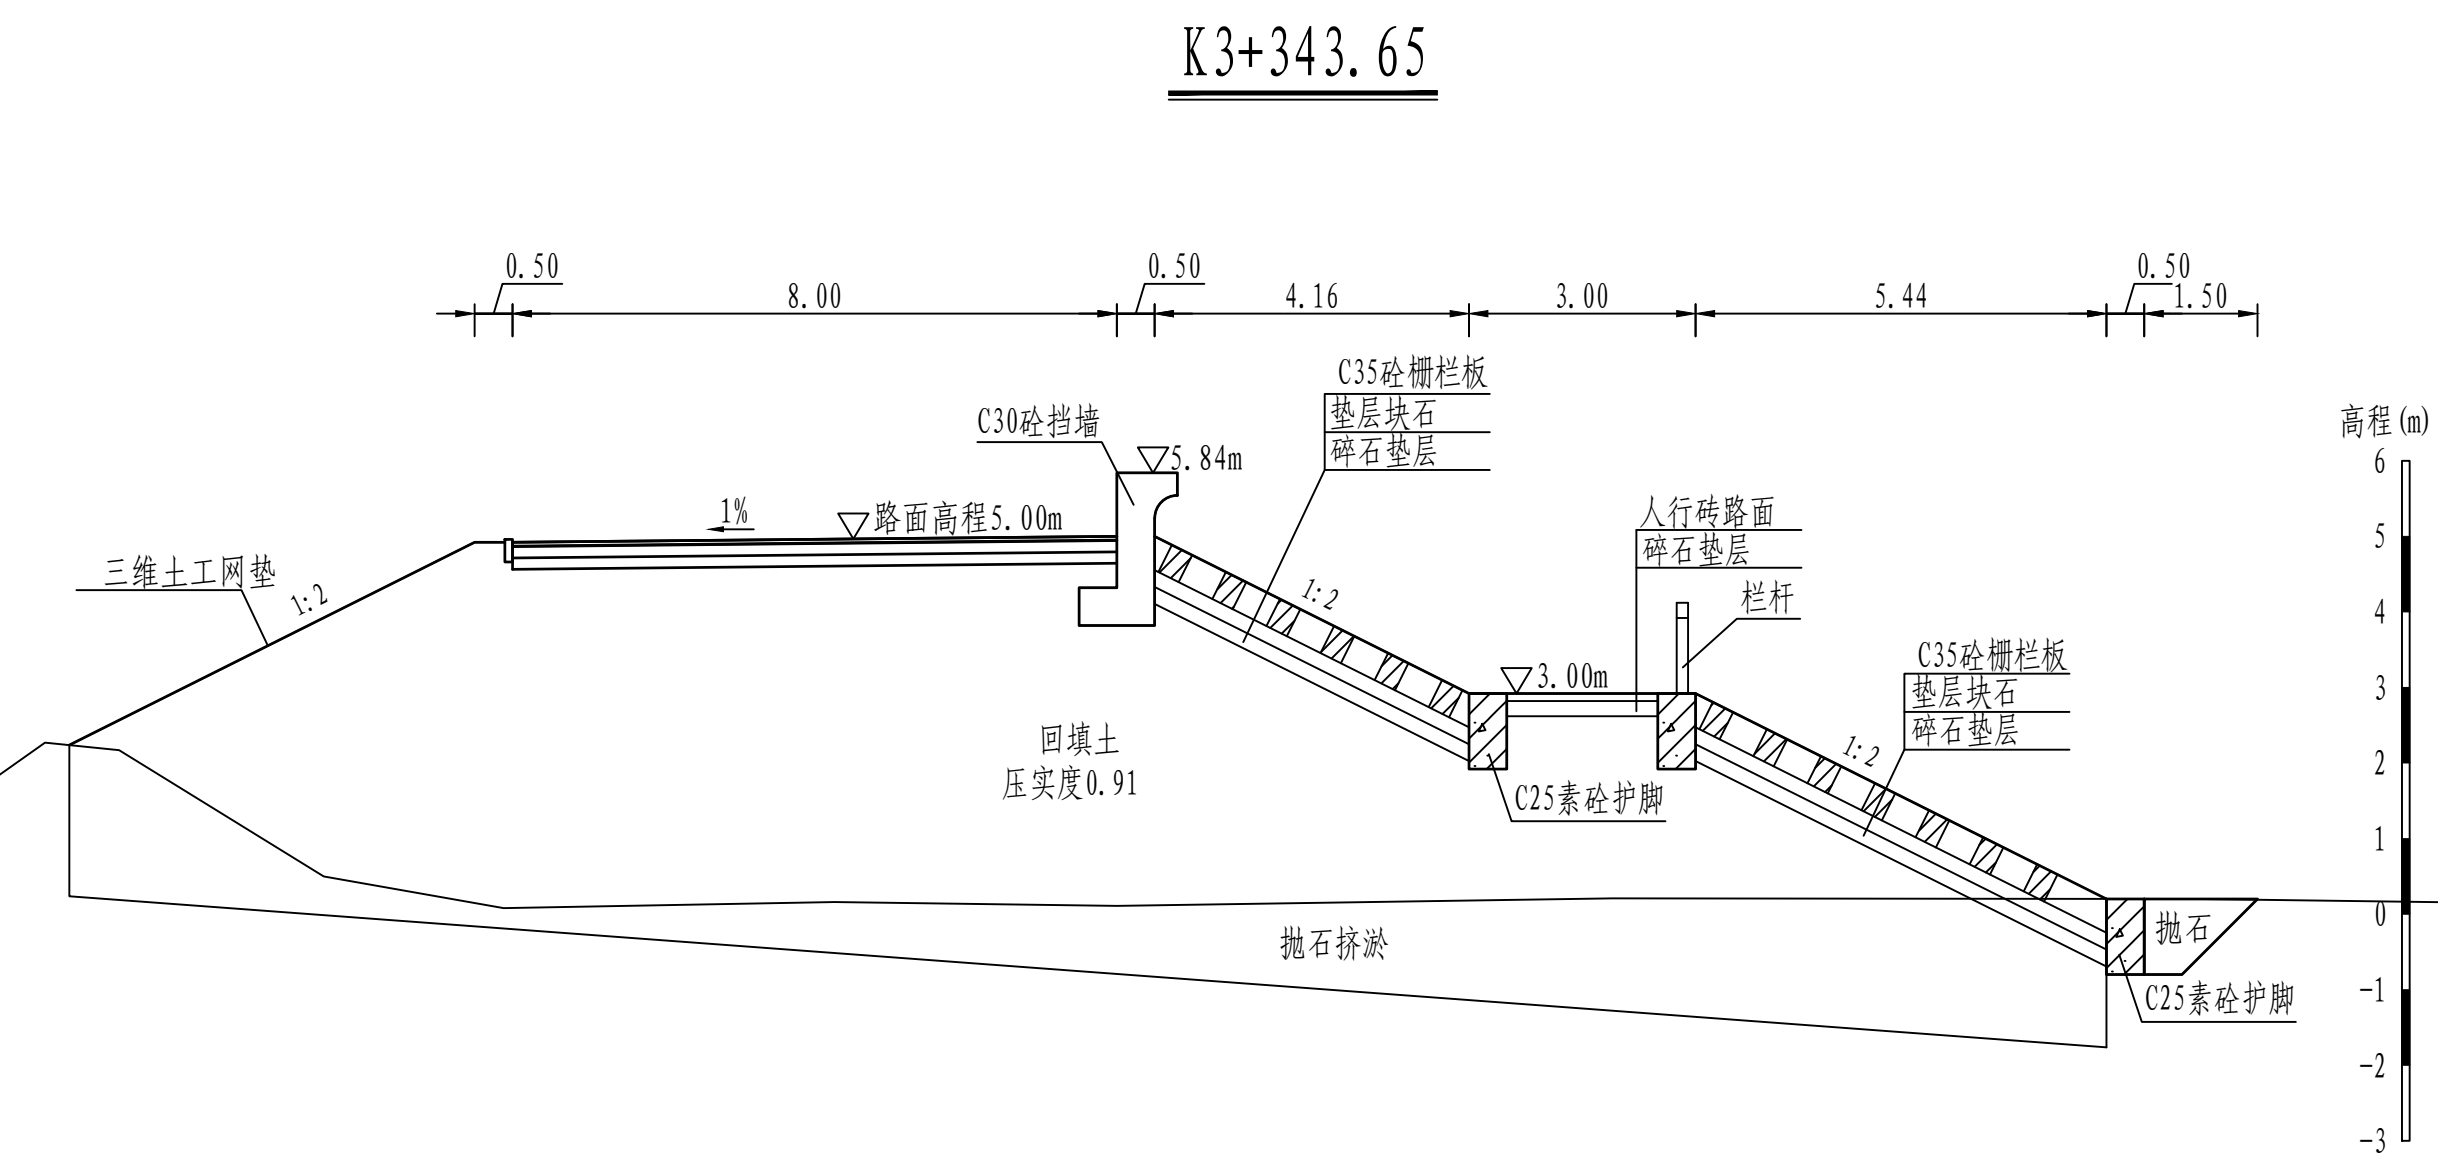 K3+343.65
0.50
0.50
0.50
8.00
4.16
3.00
5.44
1.50
C35砼栅栏板
垫层块石
碎石垫层
C30砼挡墙
高程(m)
5.84m
6
1%
路面高程5.00m
人行砖路面
碎石垫层
5
三维土工网垫
1:2
1:2
栏杆
4
C35砼栅栏板
垫层块石
碎石垫层
3.00m
3
回填土
压实度0.91
1:2
2
C25素砼护脚
1
0
抛石挤淤
抛石
-1
C25素砼护脚
-2
-3